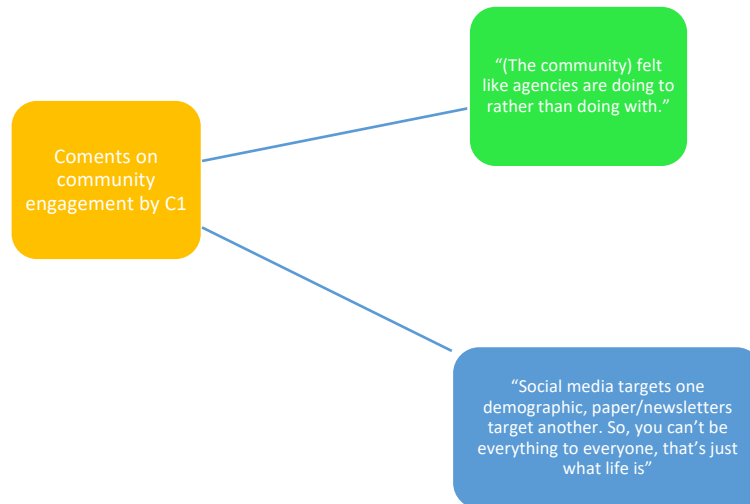 “(The community) felt
like agencies are doing to
rather than doing with.”
Coments on
community
engagement by C1
“Social media targets one
demographic, paper/newsletters
target another. So, you can’t be
everything to everyone, that’s just
what life is”